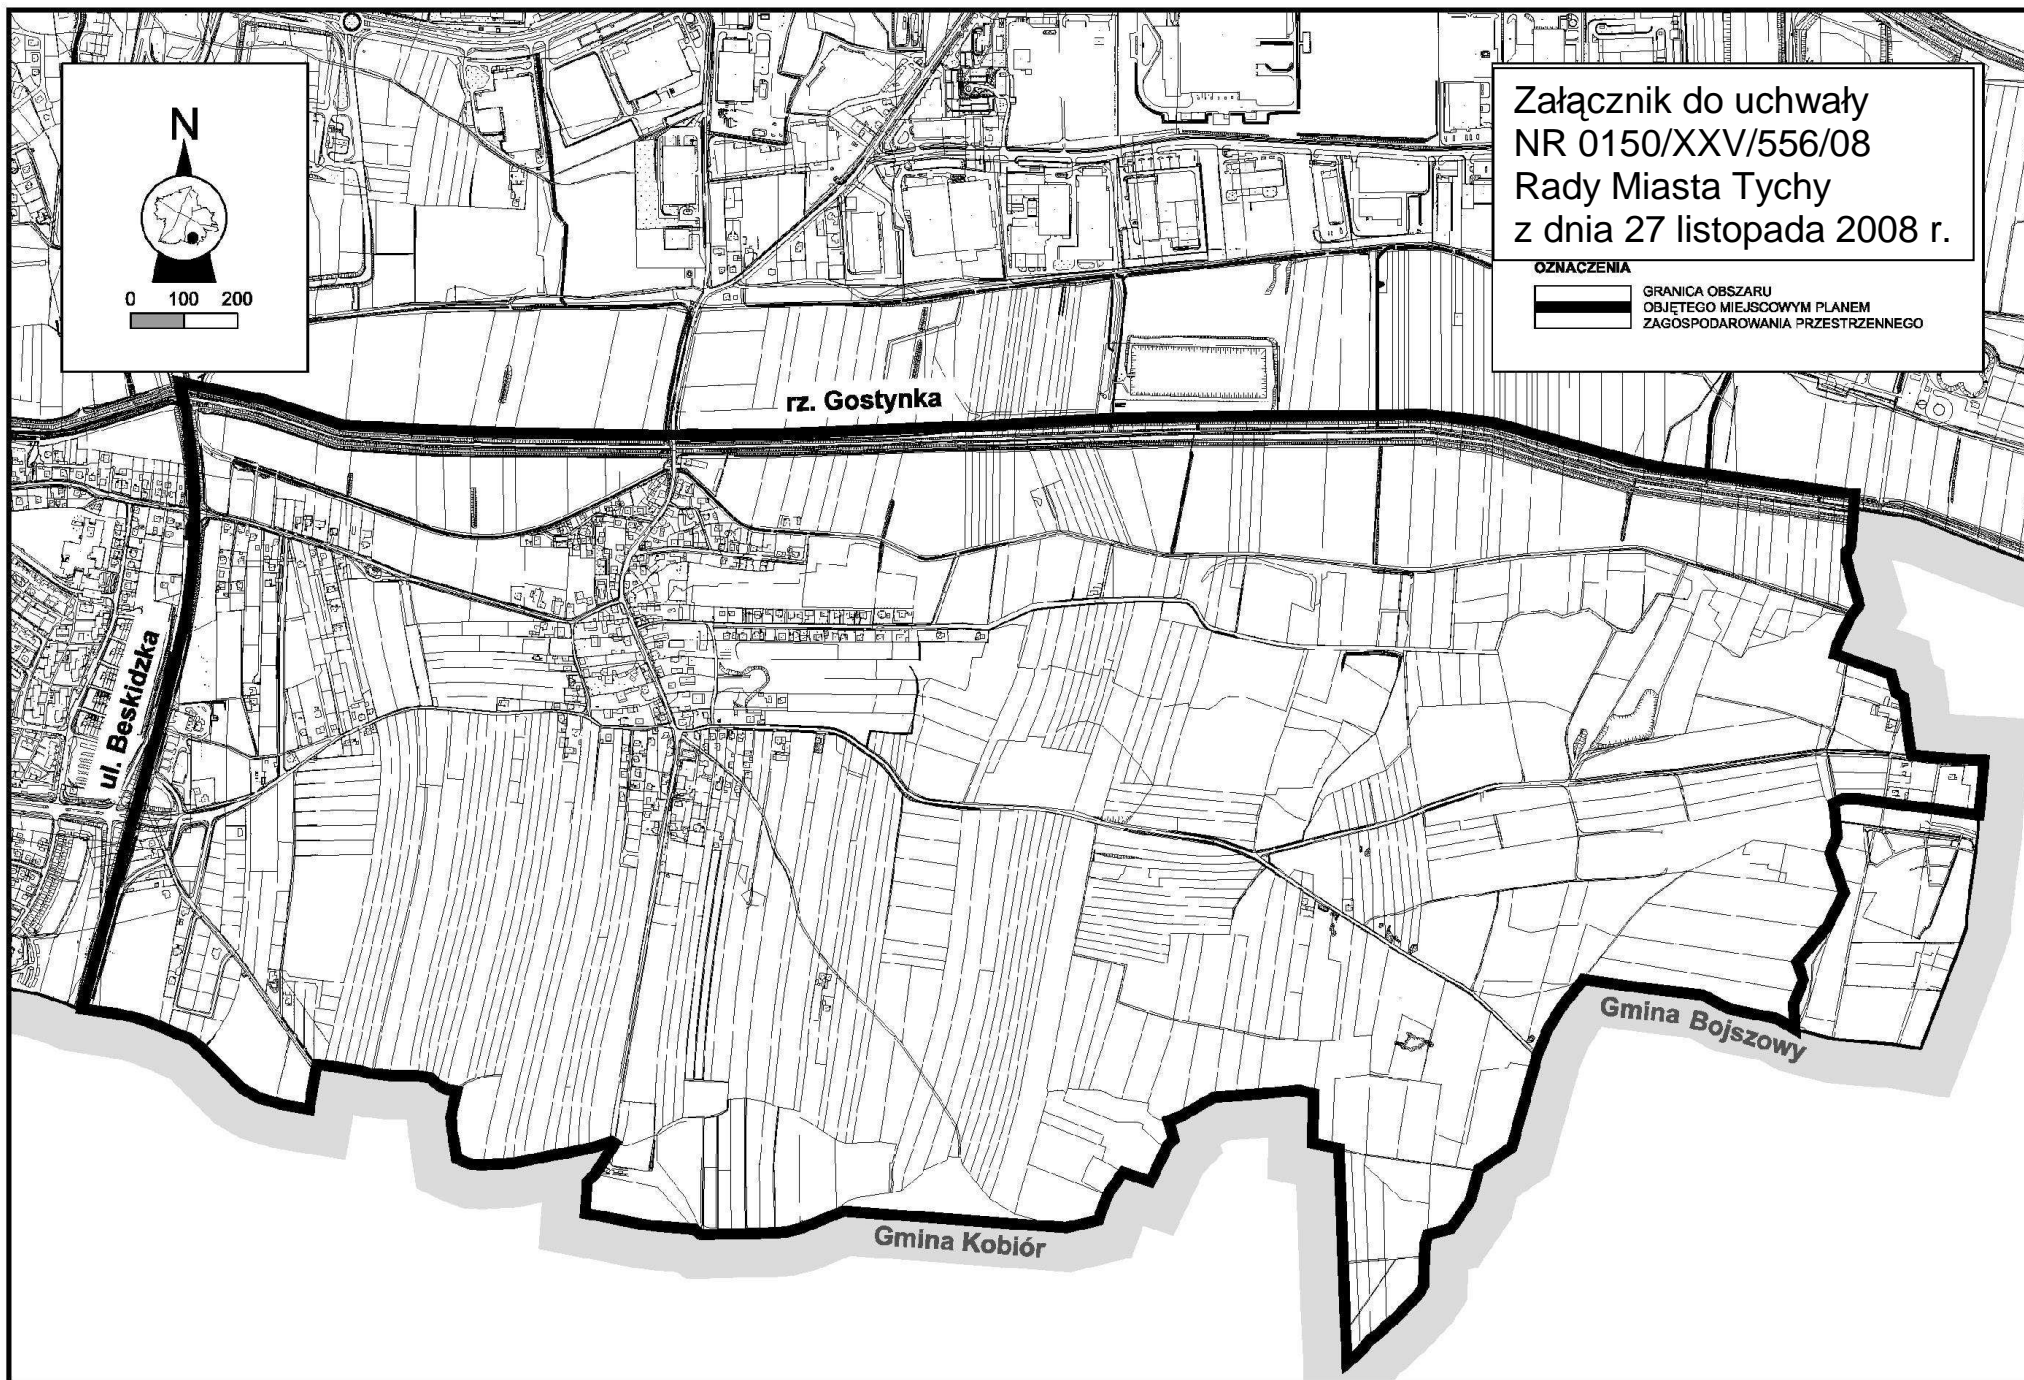 N
0 100 200
Załącznik do uchwały
NR 0150/XXV/556/08
Rady Miasta Tychy
z dnia 27 listopada 2008 r.
OZNACZENIA
GRANICA OBSZARU
OBJĘTEGO MIEJSCOWYM PLANEM
ZAGOSPODAROWANIA PRZESTRZENNEGO
rz. Gostynka
ul. Beskidzka
Gmina Bojszowy
Gmina Kobiór